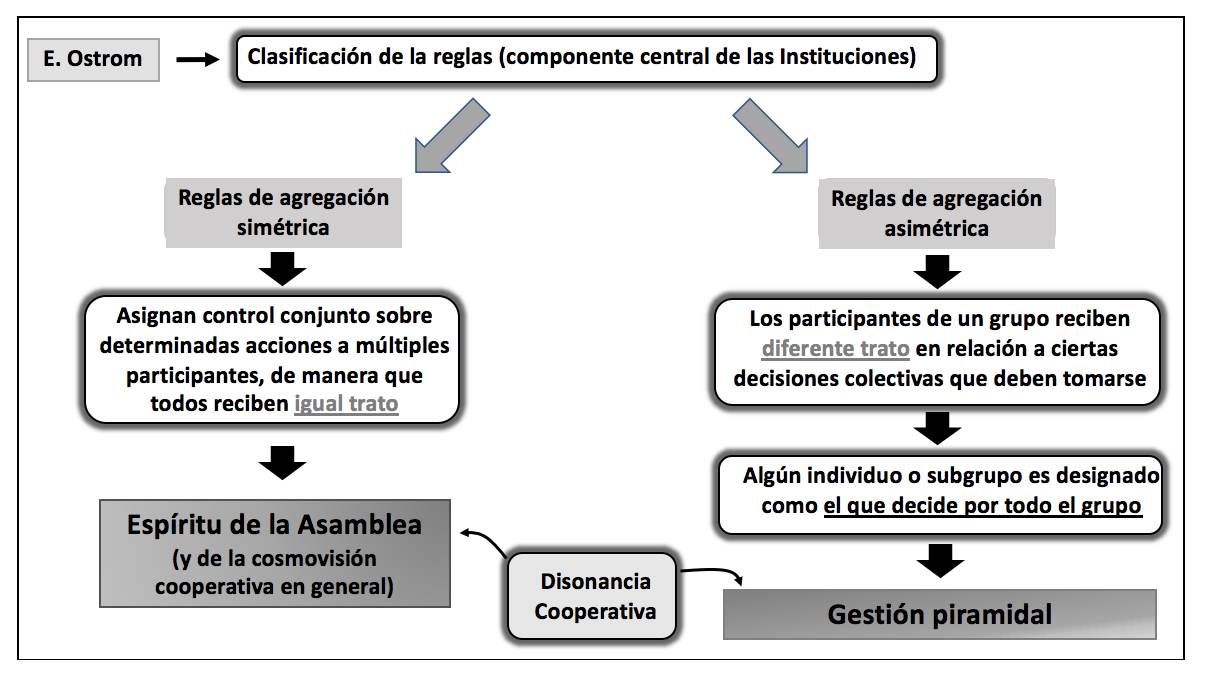 E. Ostrom
Clasificación de la reglas (componente central de las Instituciones)
Reglas de agregación
simétrica
Asignan control conjunto sobre
determinadas acciones a múltiples
participantes, de manera que
todos reciben igual trato
Espíritu de la Asamblea
(y de la cosmovisión
cooperativa en general)
Reglas de agregación
asimétrica
Los participantes de un grupo reciben
diferente trato en relación a ciertas
decisiones colectivas que deben tomarse
Algún individuo o subgrupo es designado
como el que decide por todo el grupo
Gestión piramidal
Disonancia
Cooperativa